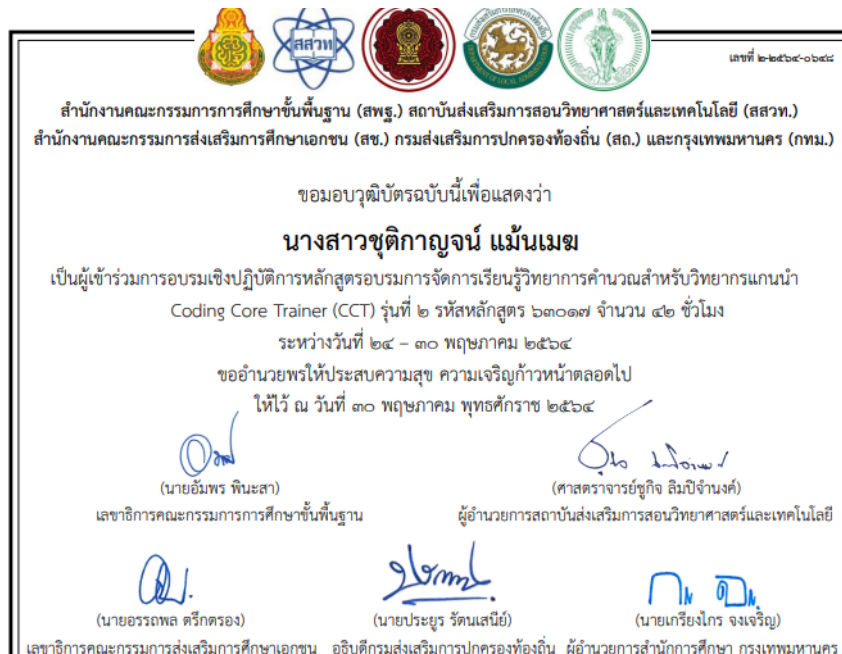 สสวท
เลขที่ ๒-๒๕๖๔-๐๖๔๘
สำนักงานคณะกรรมการการศึกษาขั้นพื้นฐาน (สพฐ.) สถาบันส่งเสริมการสอนวิทยาศาสตร์และเทคโนโลยี (สสวท.)
สำนักงานคณะกรรมการส่งเสริมการศึกษาเอกชน (สช.) กรมส่งเสริมการปกครองท้องถิ่น (สถ.) และกรุงเทพมหานคร (กทม.)
ขอมอบวุฒิบัตรฉบับนี้เพื่อแสดงว่า
นางสาวชุติกาญจน์ แม้นเมฆ
เป็นผู้เข้าร่วมการอบรมเชิงปฏิบัติการหลักสูตรอบรมการจัดการเรียนรู้วิทยาการคำนวณสำหรับวิทยากรแกนนำ
Coding Core Trainer (CCT) รุ่นที่ ๒ รหัสหลักสูตร ๖๓๐๑๗ จำนวน ๔๒ ชั่วโมง
ระหว่างวันที่ ๒๔ – ๓๐ พฤษภาคม ๒๕๖๔
ขออำนวยพรให้ประสบความสุข ความเจริญก้าวหน้าตลอดไป
ให้ไว้ ณ วันที่ ๓๐ พฤษภาคม พุทธศักราช ๒๕๖๔
(นายอัมพร พินะสา) (ศาสตราจารย์ชูกิจ ลิมปิจำนงค์)
เลขาธิการคณะกรรมการการศึกษาขั้นพื้นฐาน ผู้อำนวยการสถาบันส่งเสริมการสอนวิทยาศาสตร์และเทคโนโลยี
(นายอรรถพล ตรึกตรอง) (นายประยูร รัตนเสนีย์) (นายเกรียงไกร จงเจริญ)
เลขาธิการคณะกรรมการส่งเสริมการศึกษาเอกชน อธิบดีกรมส่งเสริมการปกครองท้องถิ่น ผู้อำนวยการสำนักการศึกษา กรุงเทพมหานคร